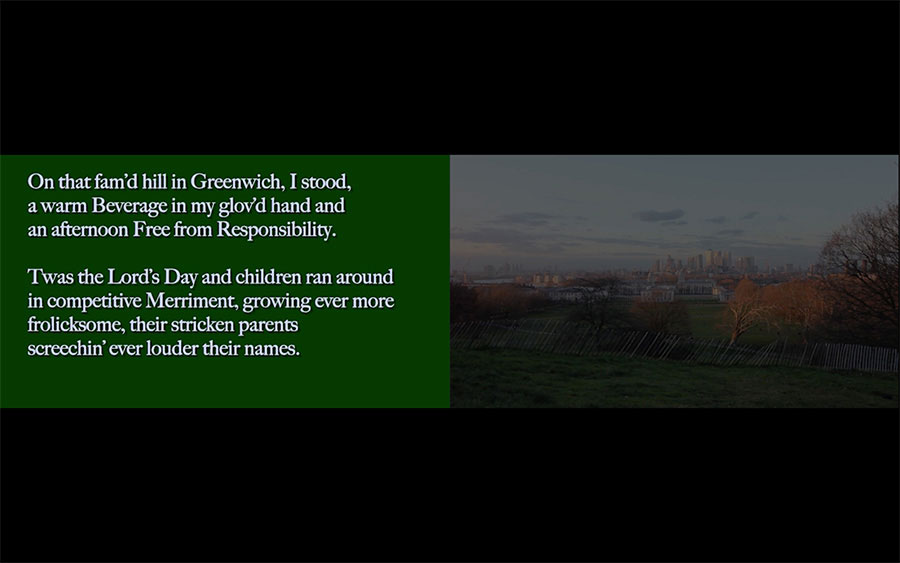 On that fam'd hill in Greenwich, I stood,
a warm Beverage in my glov'd hand and
an afternoon Free from Responsibility.
Twas the Lord's Day and children ran around
in competitive Merriment, growing ever more
frolicksome, their stricken parents
screechin' ever louder their names.